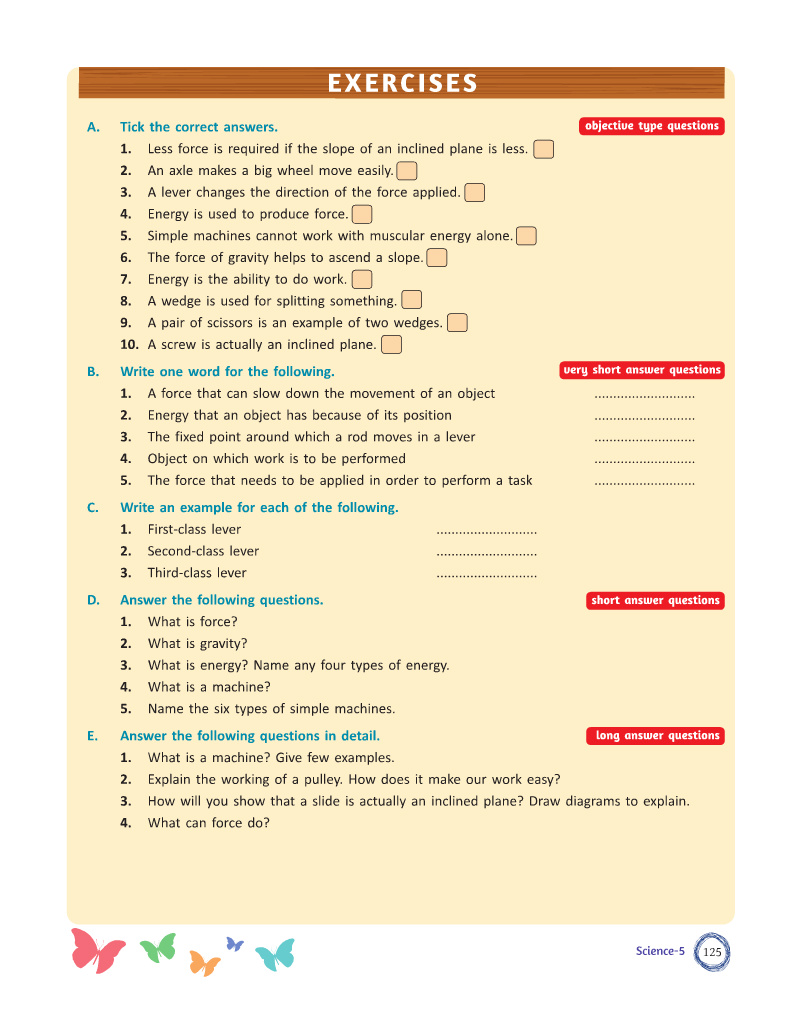 EXERCISES
A. Tick the correct answers. objective type questions
1. Less force is required if the slope of an inclined plane is less.
2. An axle makes a big wheel move easily.
3. A lever changes the direction of the force applied.
4. Energy is used to produce force.
5. Simple machines cannot work with muscular energy alone.
6. The force of gravity helps to ascend a slope.
7. Energy is the ability to do work.
8. A wedge is used for splitting something.
9. A pair of scissors is an example of two wedges.
10. A screw is actually an inclined plane.
B. Write one word for the following. very short answer questions
1. A force that can slow down the movement of an object ...........................
2. Energy that an object has because of its position ...........................
3. The fixed point around which a rod moves in a lever ...........................
4. Object on which work is to be performed ...........................
5. The force that needs to be applied in order to perform a task ...........................
C. Write an example for each of the following.
1. First-class lever ...........................
2. Second-class lever ...........................
3. Third-class lever ...........................
D. Answer the following questions. short answer questions
1. What is force?
2. What is gravity?
3. What is energy? Name any four types of energy.
4. What is a machine?
5. Name the six types of simple machines.
E. Answer the following questions in detail. long answer questions
1. What is a machine? Give few examples.
2. Explain the working of a pulley. How does it make our work easy?
3. How will you show that a slide is actually an inclined plane? Draw diagrams to explain.
4. What can force do?
Science-5 125